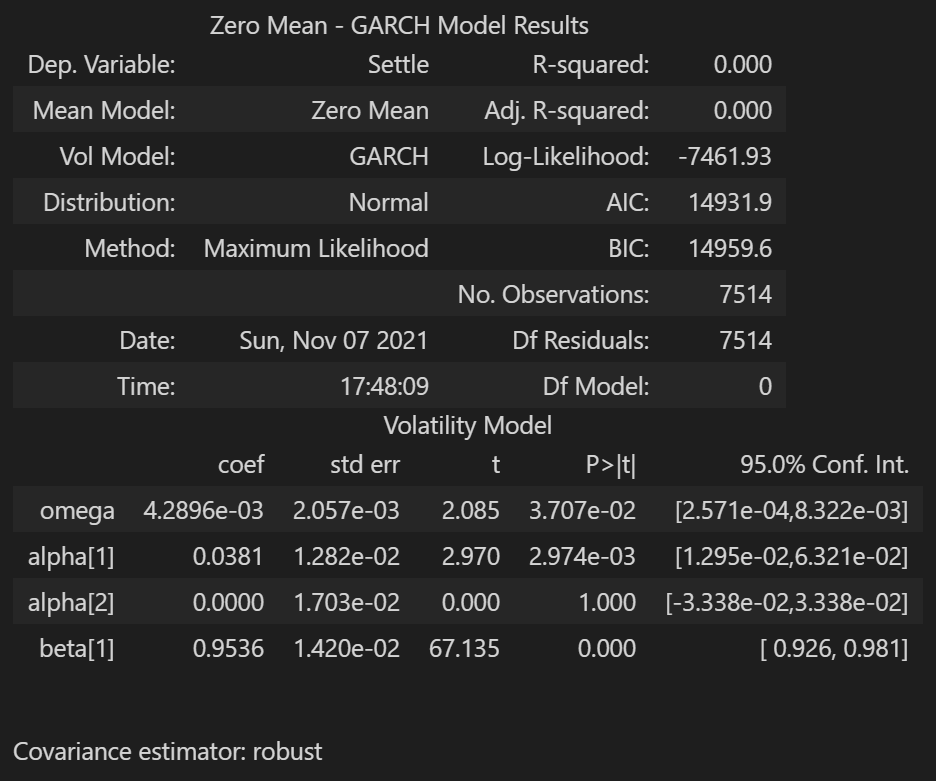 Zero Mean - GARCH Model Results
Dep. Variable: Settle R-squared: 0.000
Mean Model: Zero Mean Adj. R-squared: 0.000
Vol Model: GARCH Log-Likelihood: -7461.93
Distribution: Normal AIC: 14931.9
Method: Maximum Likelihood BIC: 14959.6
No. Observations: 7514
Date: Sun, Nov 07 2021 Df Residuals: 7514
Time: 17:48:09 Df Model: 0
Volatility Model
coef std err t P>|t| 95.0% Conf. Int.
omega 4.2896e-03 2.057e-03 2.085 3.707e-02 [2.571e-04,8.322e-03]
alpha[1] 0.0381 1.282e-02 2.970 2.974e-03 [1.295e-02,6.321e-02]
alpha[2] 0.0000 1.703e-02 0.000 1.000 [-3.338e-02,3.338e-02]
beta[1] 0.9536 1.420e-02 67.135 0.000 [ 0.926, 0.981]
Covariance estimator: robust